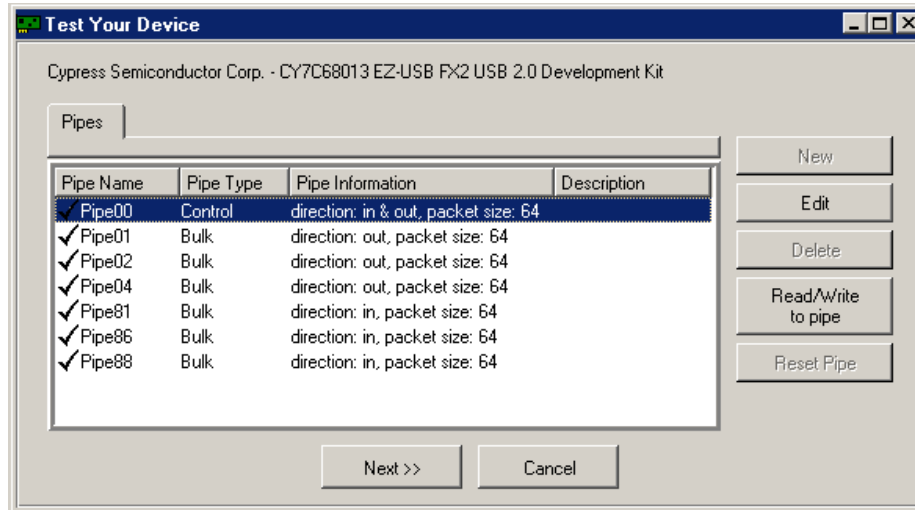 Test Your Device
Cypress Semiconductor Corp. - CY7C68013 EZ-USB FX2 USB 2.0 Development Kit
Pipes
Pipe Name Pipe Type Pipe Information Description
Pipe00 Control direction: in & out, packet size: 64
Pipe01 Bulk direction: out, packet size: 64
Pipe02 Bulk direction: out, packet size: 64
Pipe04 Bulk direction: out, packet size: 64
Pipe81 Bulk direction: in, packet size: 64
Pipe86 Bulk direction: in, packet size: 64
Pipe88 Bulk direction: in, packet size: 64
New
Edit
Delete
Read/Write
to pipe
Reset Pipe
Next >> Cancel